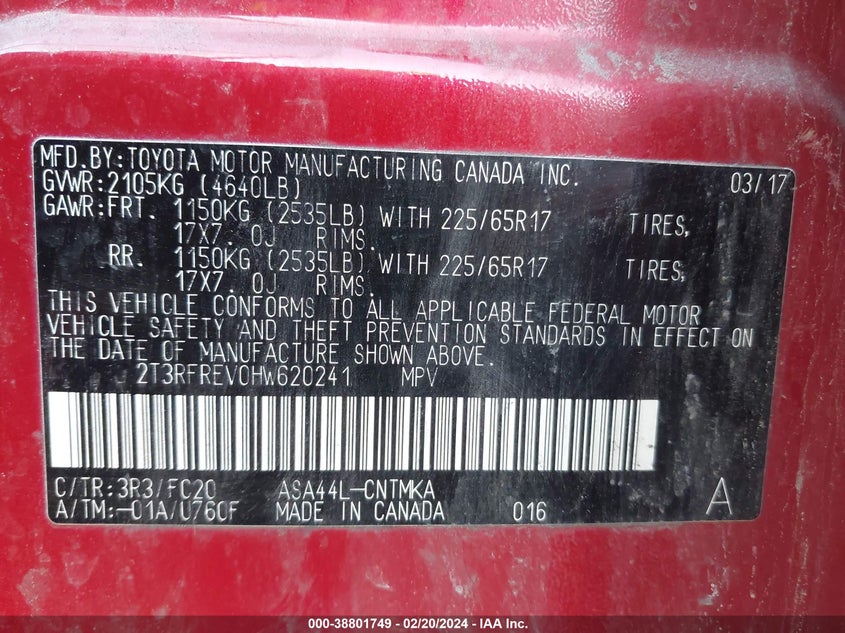 MFD.BY:TOYOTA MOTOR MANUFACTURING CANADA INC. 03/17
GVWR:2105KG (4640LB)
GAWR:FRT. 1150KG (2535LB) WITH 225/65R17 TIRES,
17X7. 0J RIMS.
RR. 1150KG (2535LB) WITH 225/65R17 TIRES,
17X7. 0J RIMS.
THIS VEHICLE CONFORMS TO ALL APPLICABLE FEDERAL MOTOR
VEHICLE SAFETY AND THEFT PREVENTION STANDARDS IN EFFECT ON
THE DATE OF MANUFACTURE SHOWN ABOVE.
2T3RFREV0HW620241 MPV
C/TR:3R3/FC20 ASA44L-CNTMKA A
A/TM:-01A/U760F MADE IN CANADA 016
000-38801749 - 02/20/2024 - IAA Inc.